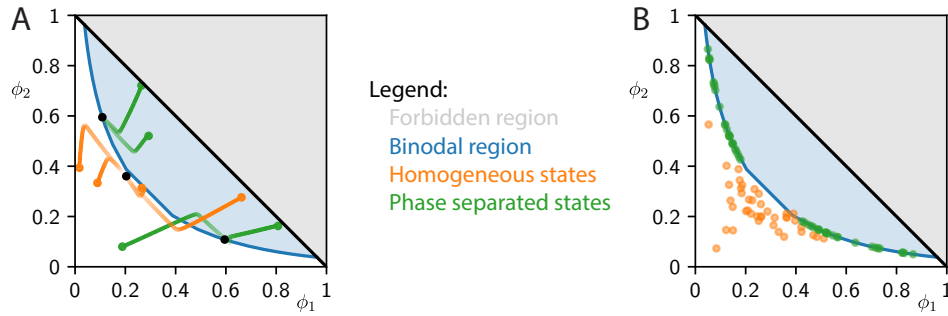 A
1
0.8
ϕ2
0.6
0.4
0.2
0
0 0.2 0.4 0.6 0.8 1
ϕ1
Legend:
Forbidden region
Binodal region
Homogeneous states
Phase separated states
B
1
0.8
ϕ2
0.6
0.4
0.2
0
0 0.2 0.4 0.6 0.8 1
ϕ1